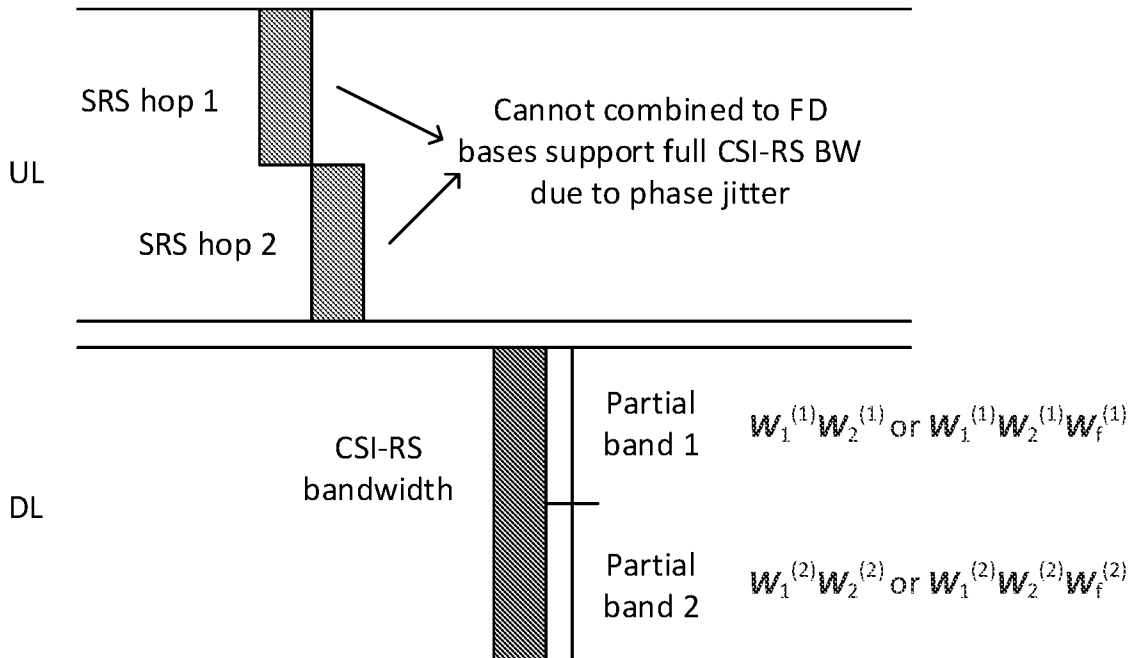 UL
SRS hop 1
SRS hop 2
Cannot combined to FD
bases support full CSI-RS BW
due to phase jitter
DL
CSI-RS
bandwidth
Partial
band 1
W₁⁽¹⁾W₂⁽¹⁾ or W₁⁽¹⁾W₂⁽¹⁾W_f⁽¹⁾
Partial
band 2
W₁⁽²⁾W₂⁽²⁾ or W₁⁽²⁾W₂⁽²⁾W_f⁽²⁾